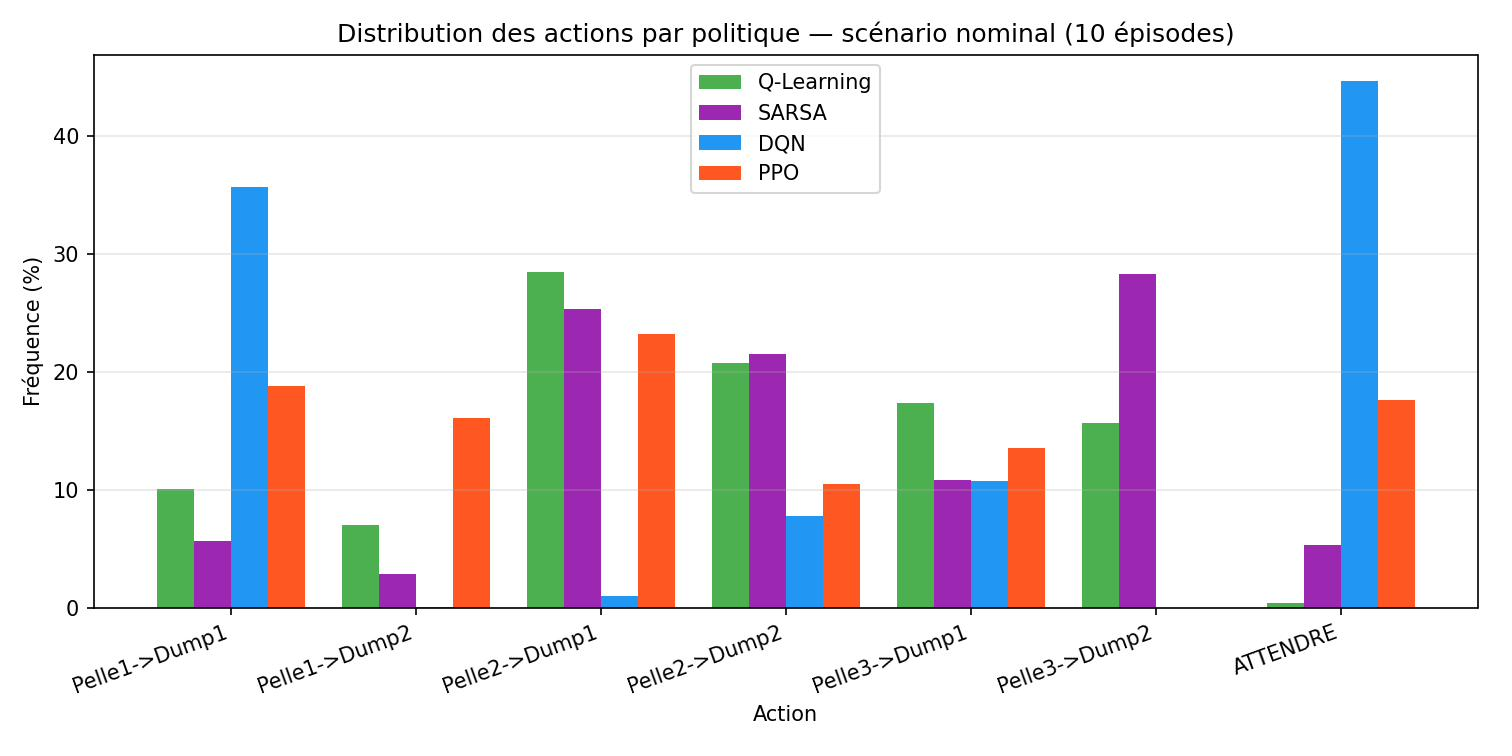 Distribution des actions par politique — scénario nominal (10 épisodes)
Q-Learning
SARSA
DQN
PPO
Fréquence (%)
40
30
20
10
0
Pelle1->Dump1
Pelle1->Dump2
Pelle2->Dump1
Pelle2->Dump2
Pelle3->Dump1
Pelle3->Dump2
ATTENDRE
Action